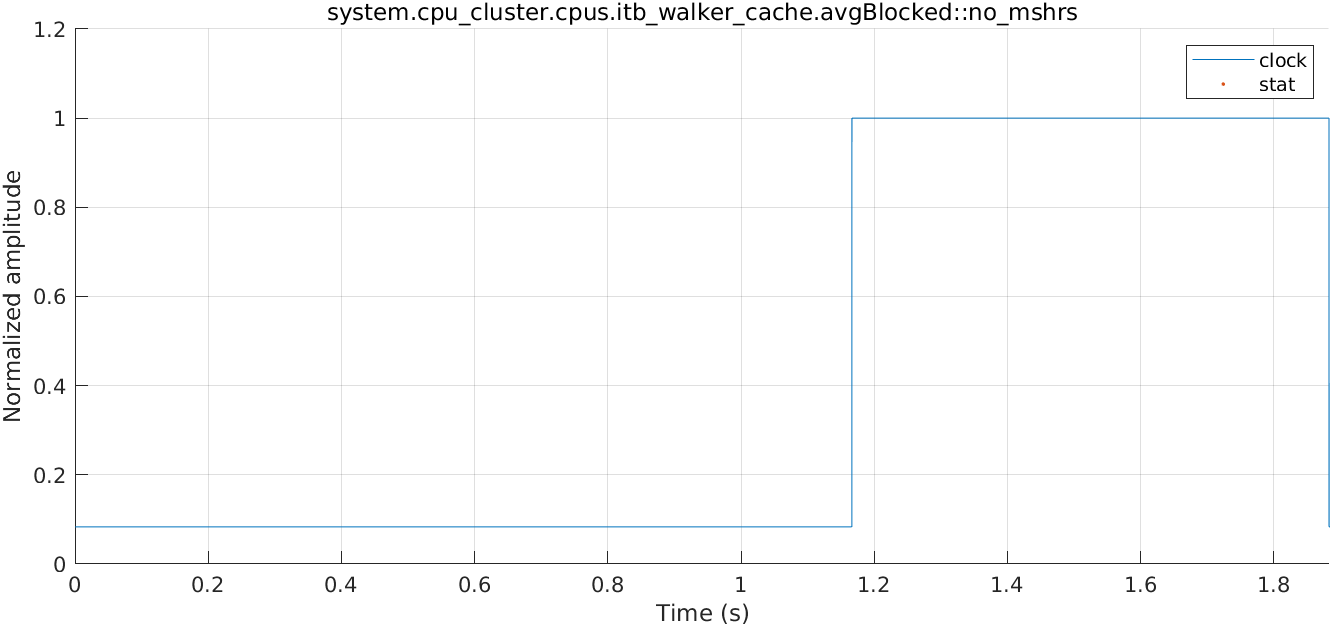 system.cpu_cluster.cpus.itb_walker_cache.avgBlocked::no_mshrs
1.2
1
0.8
0.6
0.4
0.2
0
Normalized amplitude
clock
stat
0 0.2 0.4 0.6 0.8 1 1.2 1.4 1.6 1.8
Time (s)